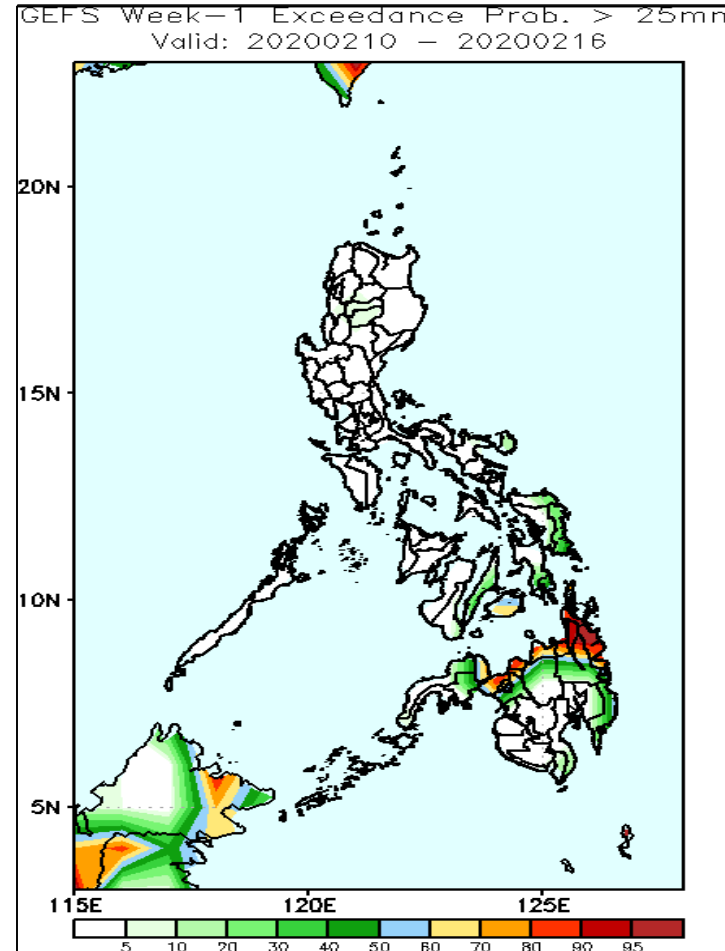 GEFS Week-1 Exceedance Prob. > 25mm
Valid: 20200210 - 20200216
20N
15N
10N
5N
115E 120E 125E
5 10 20 30 40 50 60 70 80 90 95